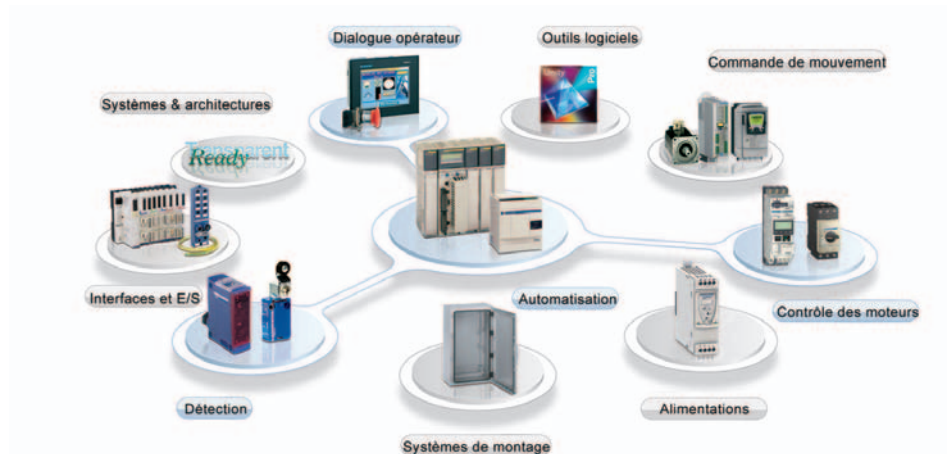 Dialogue opérateur
Outils logiciels
Commande de mouvement
Systèmes & architectures
Transparent
Ready
Pro
Interfaces et E/S
Automatisation
Contrôle des moteurs
Détection
Alimentations
Systèmes de montage